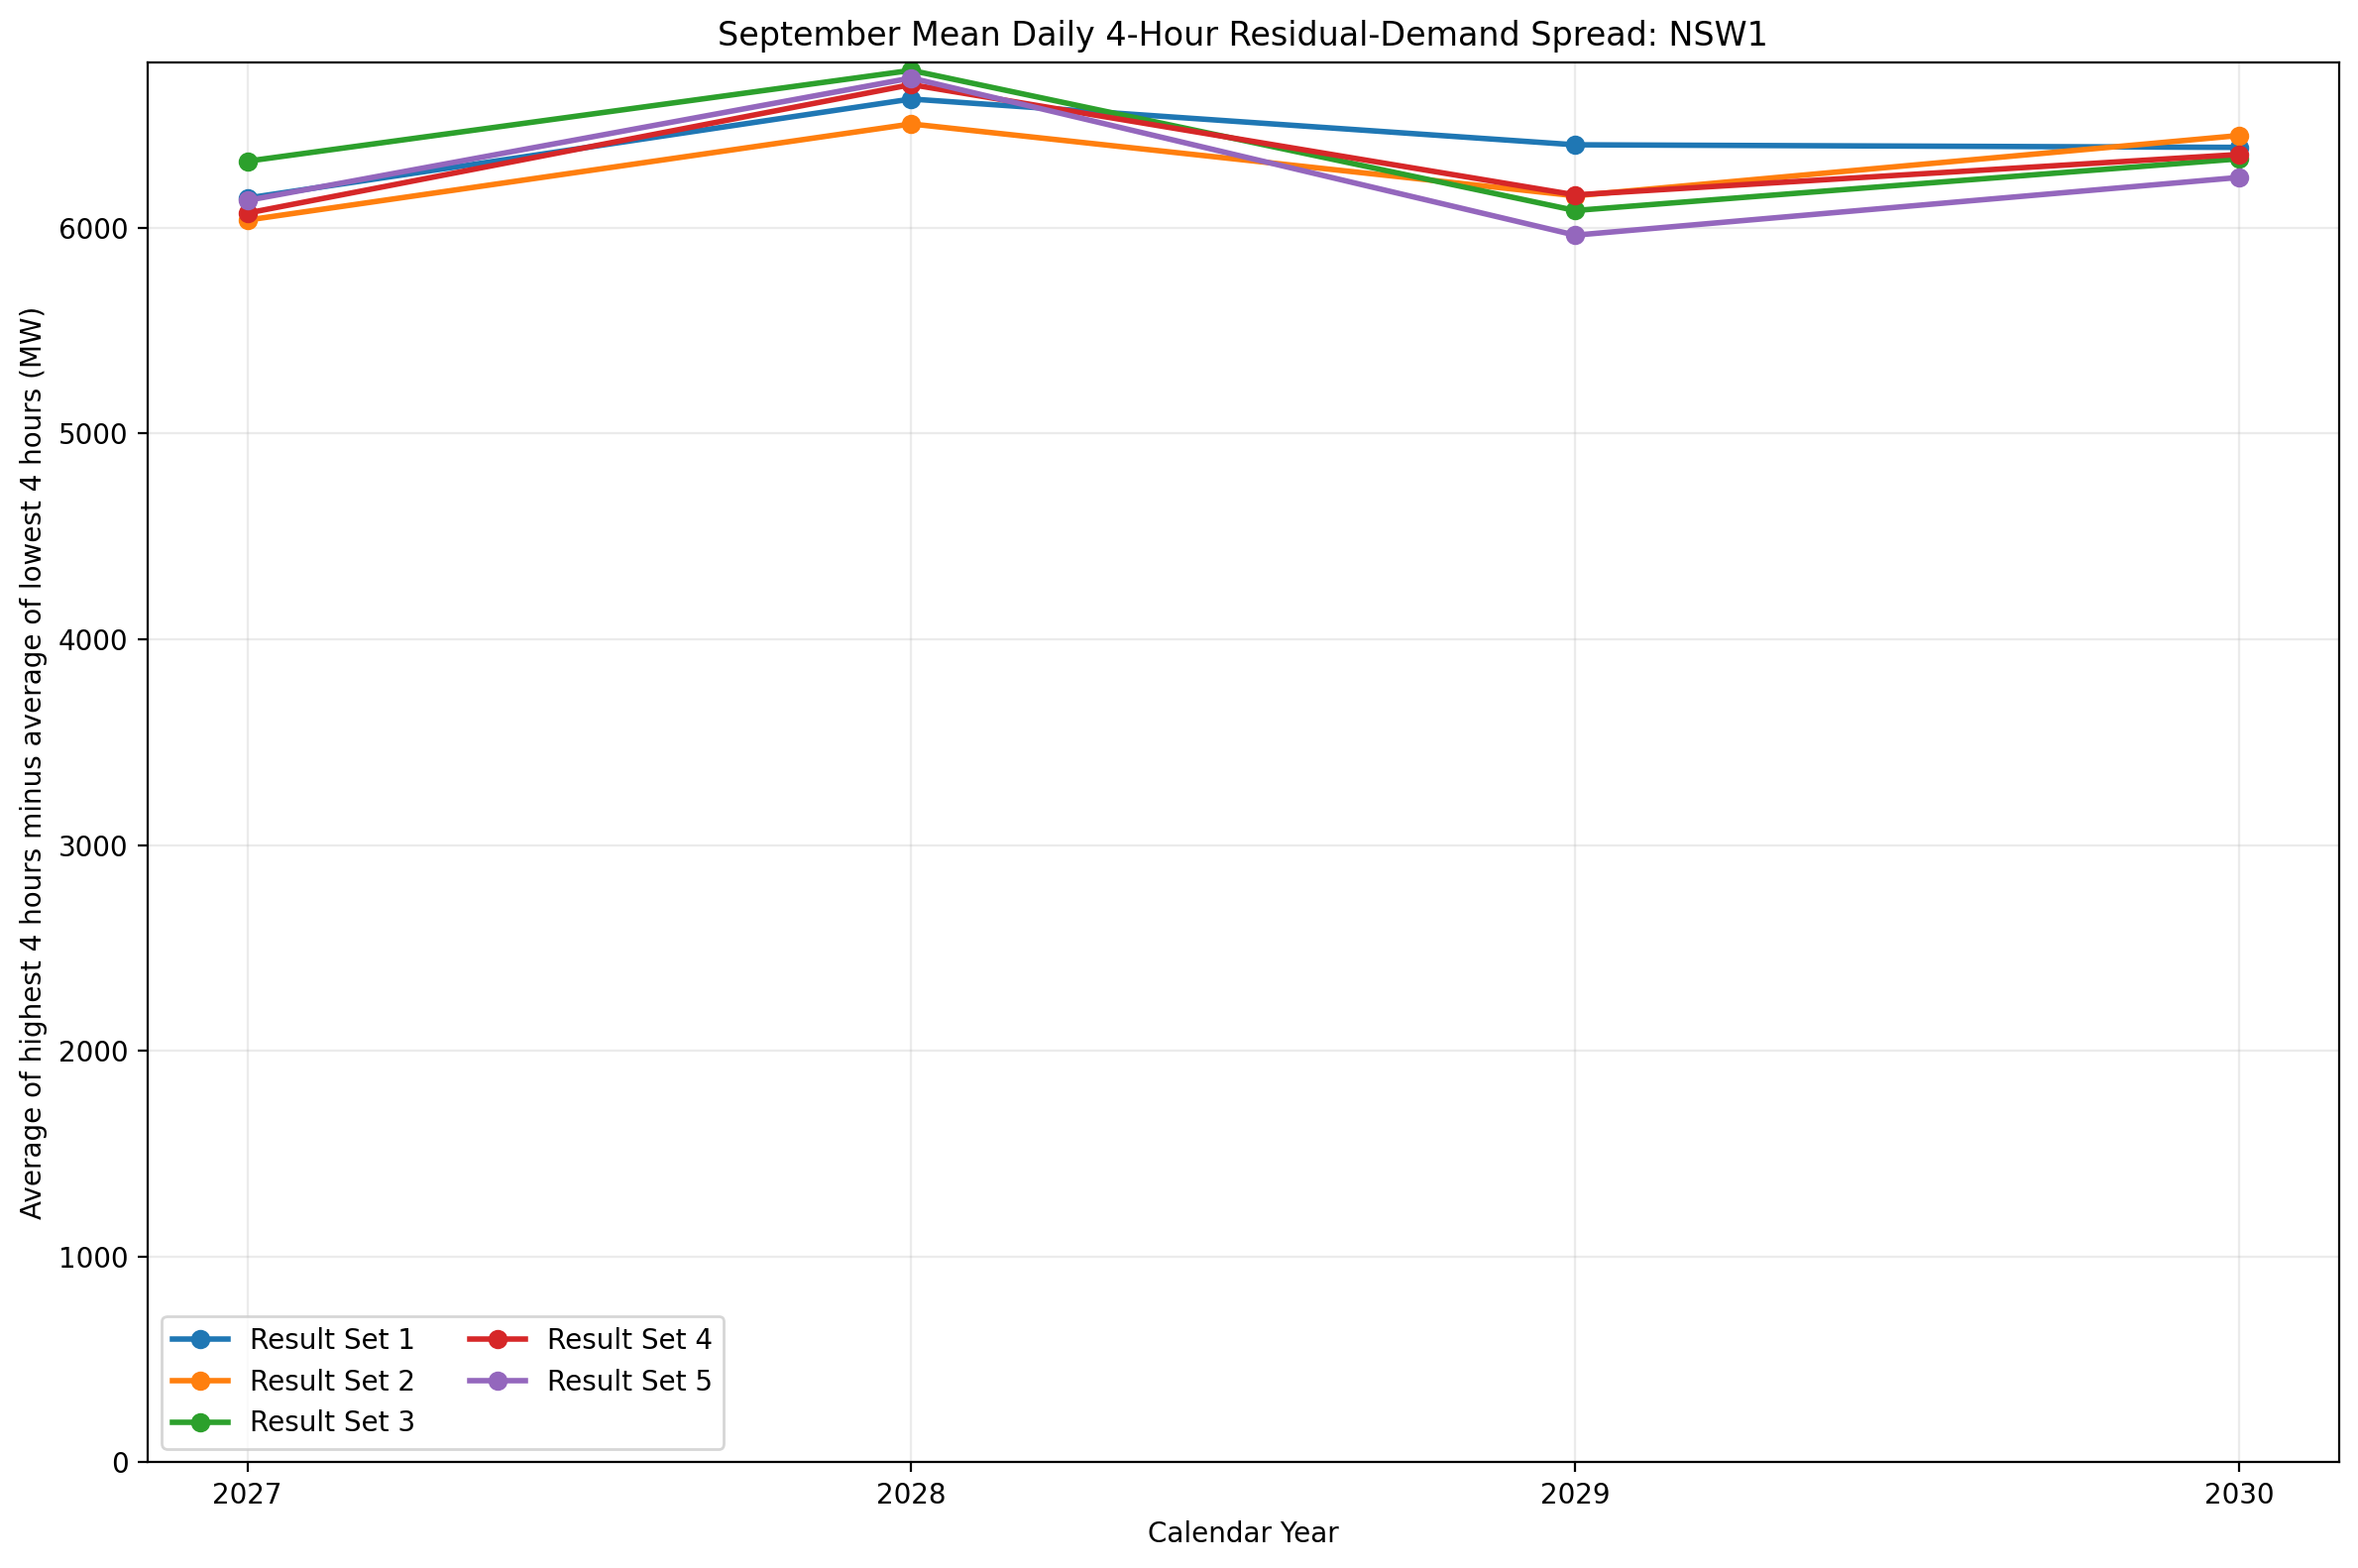 September Mean Daily 4-Hour Residual-Demand Spread: NSW1
Average of highest 4 hours minus average of lowest 4 hours (MW)
6000
5000
4000
3000
2000
1000
0
Result Set 1
Result Set 2
Result Set 3
Result Set 4
Result Set 5
2027
2028
2029
2030
Calendar Year